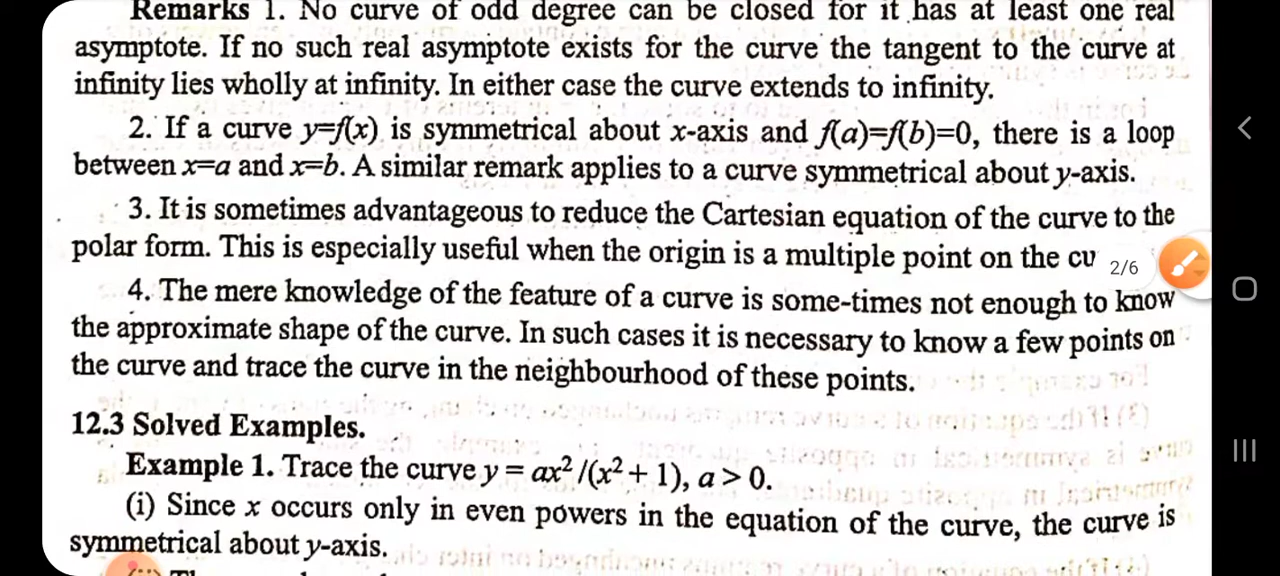 Remarks 1. No curve of odd degree can be closed for it has at least one real
asymptote. If no such real asymptote exists for the curve the tangent to the curve at
infinity lies wholly at infinity. In either case the curve extends to infinity.
2. If a curve y=f(x) is symmetrical about x-axis and f(a)=f(b)=0, there is a loop
between x=a and x=b. A similar remark applies to a curve symmetrical about y-axis.
3. It is sometimes advantageous to reduce the Cartesian equation of the curve to the
polar form. This is especially useful when the origin is a multiple point on the cu
2/6
4. The mere knowledge of the feature of a curve is some-times not enough to know
the approximate shape of the curve. In such cases it is necessary to know a few points on
the curve and trace the curve in the neighbourhood of these points.
12.3 Solved Examples.
Example 1. Trace the curve y = ax² /(x² + 1), a > 0.
(i) Since x occurs only in even powers in the equation of the curve, the curve is
symmetrical about y-axis.